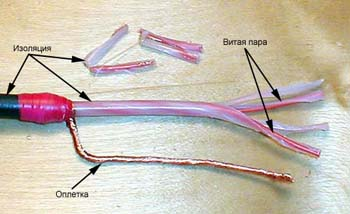 Изоляция
Витая пара
Оплетка